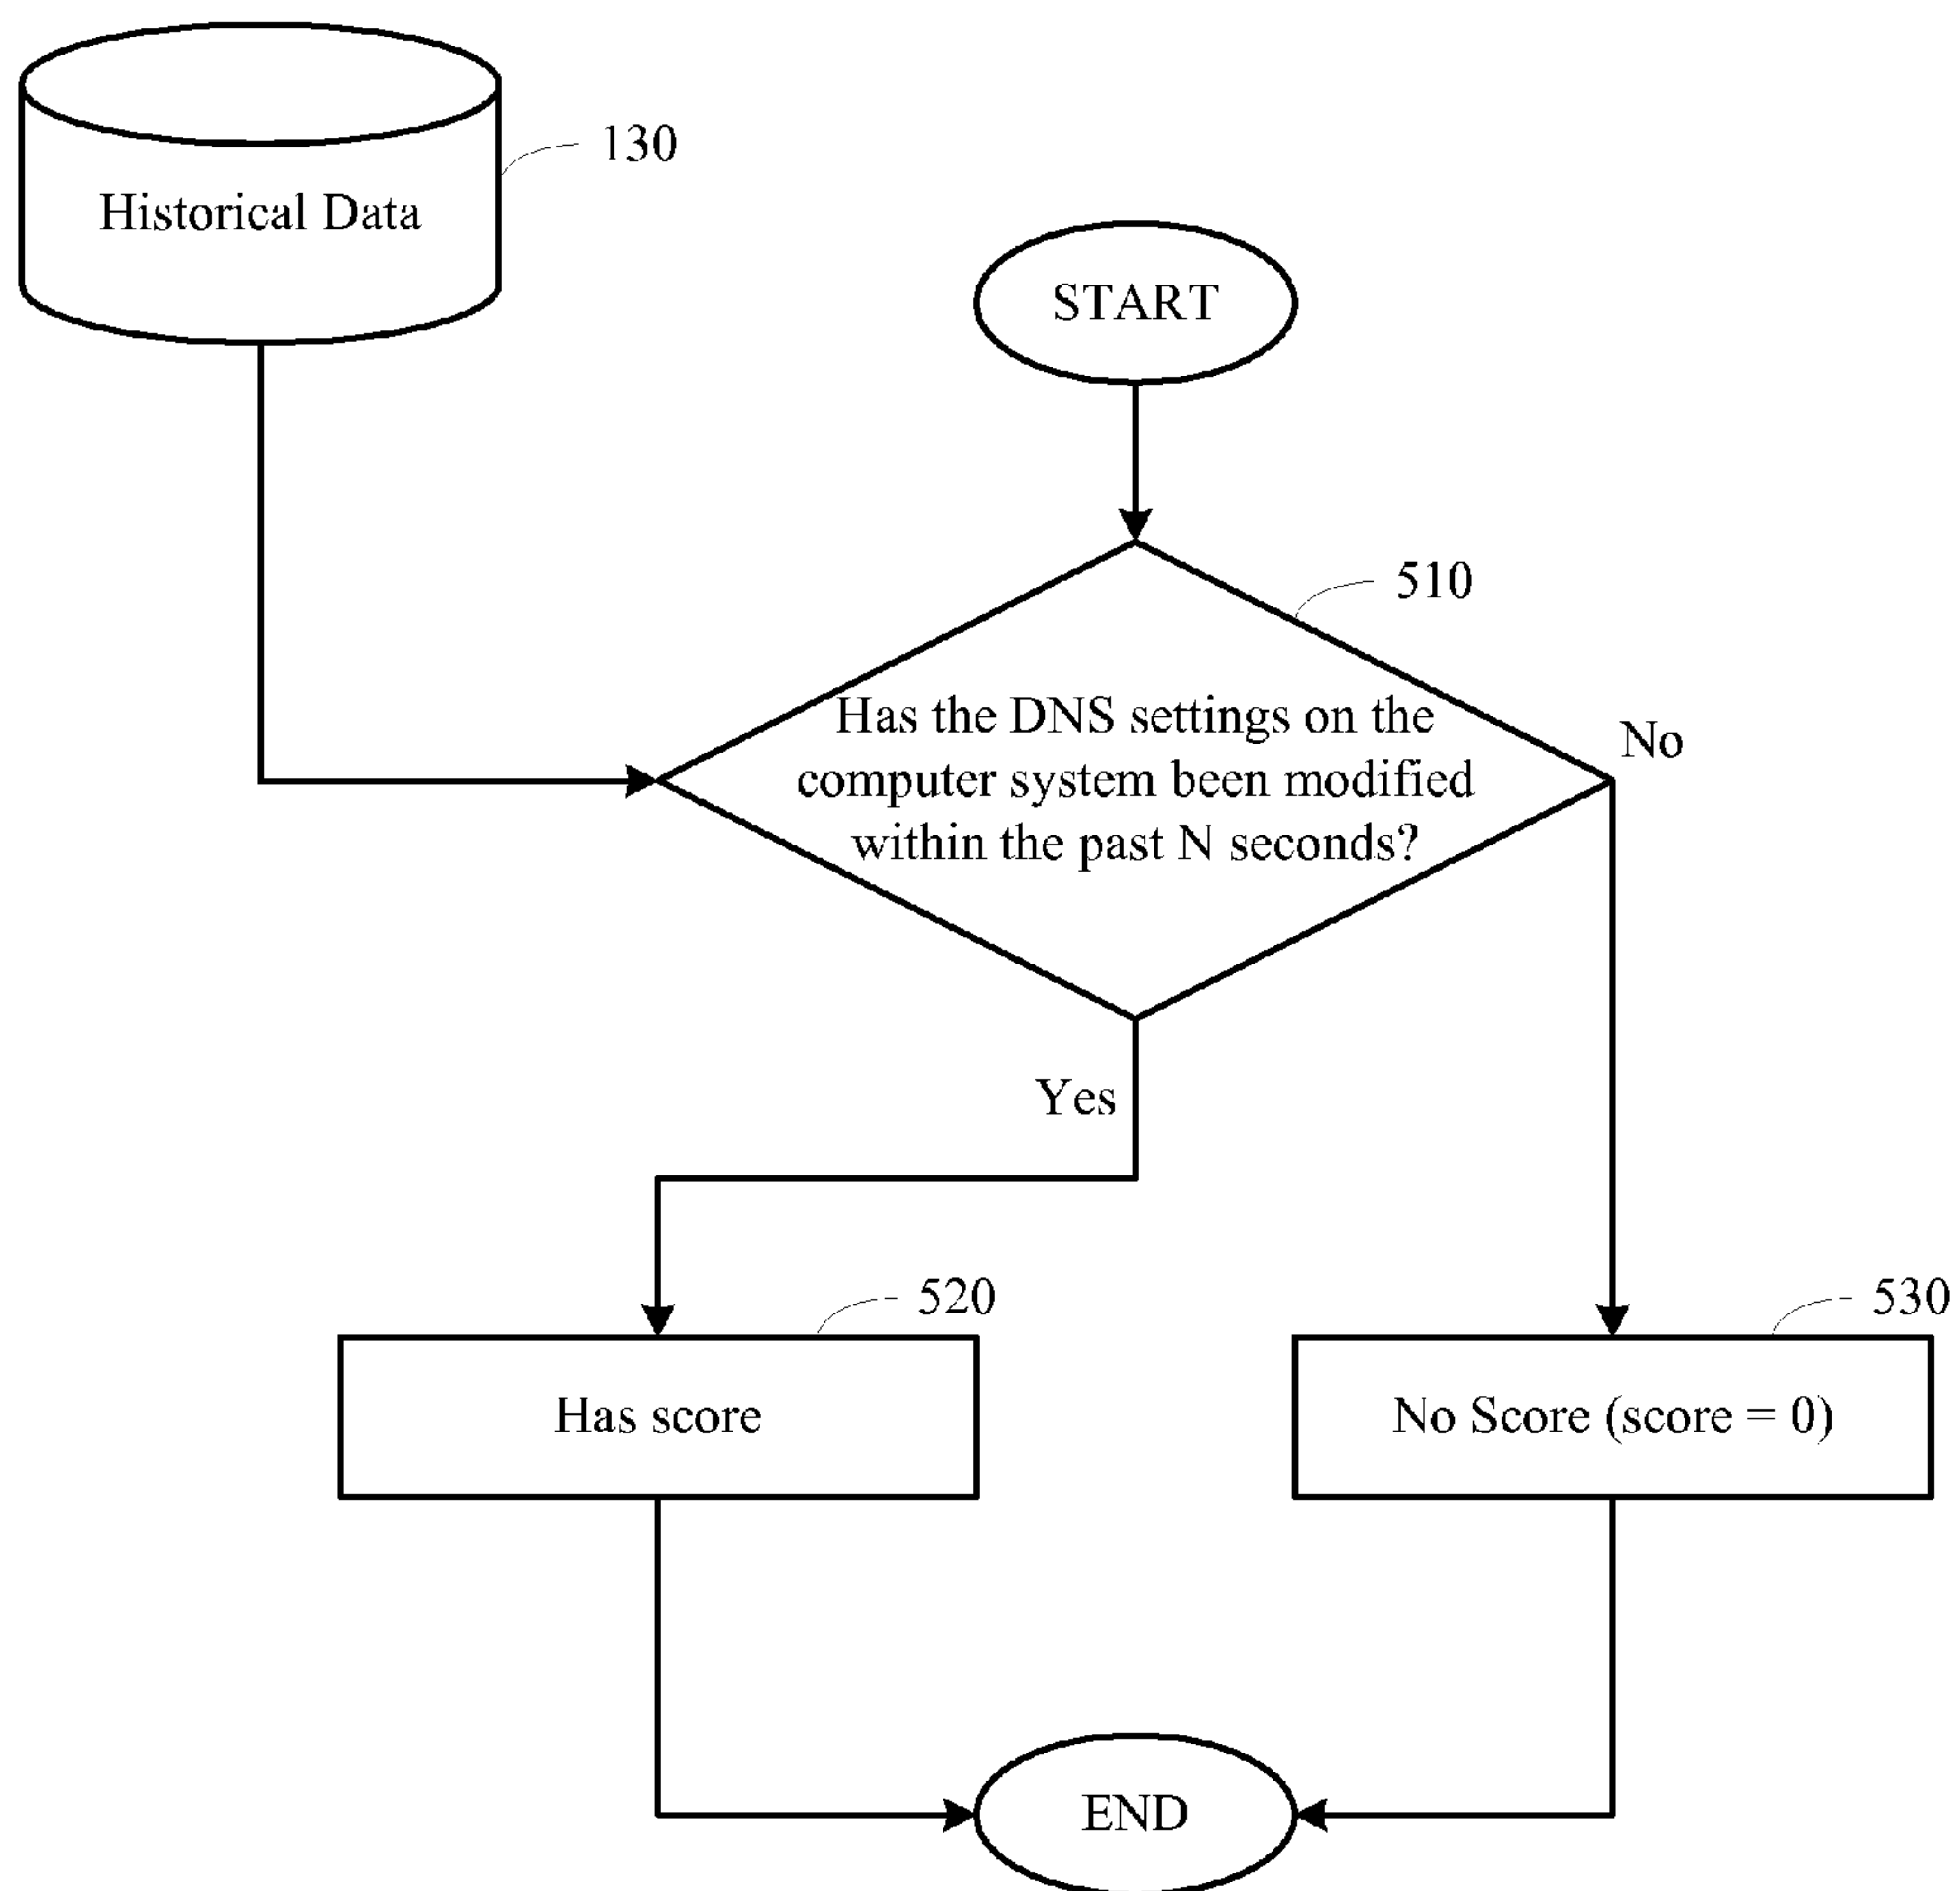 130
Historical Data
START
510
Has the DNS settings on the
computer system been modified
within the past N seconds?
No
Yes
520
530
Has score
No Score (score = 0)
END